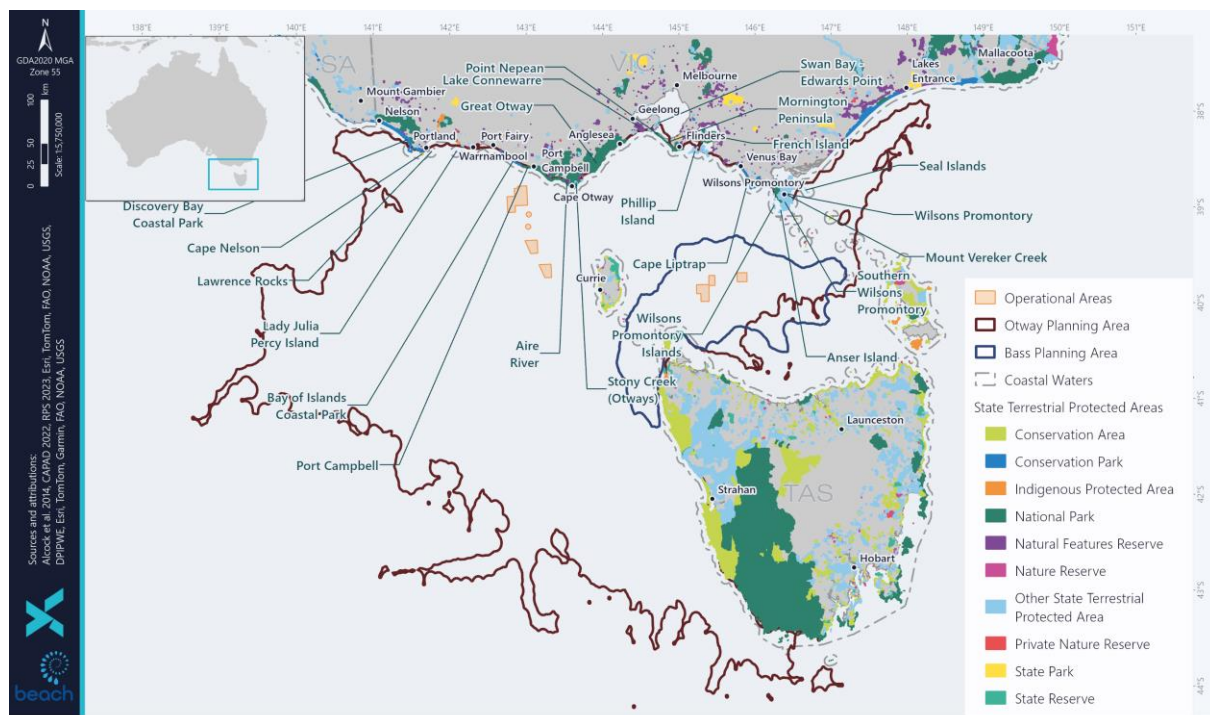 N
GDA2020 MGA
Zone 55
km
100
50
25
0
Scale: 1:5,750,000
Sources and attributions:
Alcock et al. 2014, CAPAD 2022, RPS 2023, Esri, TomTom, FAO, NOAA, USGS,
DPIPWE, Esri, TomTom, Garmin, FAO, NOAA, USGS
beach
138°E
139°E
140°E
141°E
142°E
143°E
144°E
145°E
146°E
147°E
148°E
149°E
150°E
151°E
38°S
39°S
40°S
41°S
42°S
43°S
44°S
SA
VIC
TAS
Mount Gambier
Nelson
Portland
Port Fairy
Warrnambool
Port
Campbell
Cape Otway
Anglesea
Geelong
Melbourne
Flinders
Venus Bay
Wilsons Promontory
Lakes
Entrance
Mallacoota
Currie
Launceston
Strahan
Hobart
Point Nepean
Lake Connewarre
Great Otway
Swan Bay
Edwards Point
Mornington
Peninsula
French Island
Seal Islands
Wilsons Promontory
Mount Vereker Creek
Southern
Wilsons
Promontory
Anser Island
Phillip
Island
Cape Liptrap
Wilsons
Promontory
Islands
Discovery Bay
Coastal Park
Cape Nelson
Lawrence Rocks
Lady Julia
Percy Island
Bay of Islands
Coastal Park
Port Campbell
Aire
River
Stony Creek
(Otways)
Operational Areas
Otway Planning Area
Bass Planning Area
Coastal Waters
State Terrestrial Protected Areas
Conservation Area
Conservation Park
Indigenous Protected Area
National Park
Natural Features Reserve
Nature Reserve
Other State Terrestrial
Protected Area
Private Nature Reserve
State Park
State Reserve